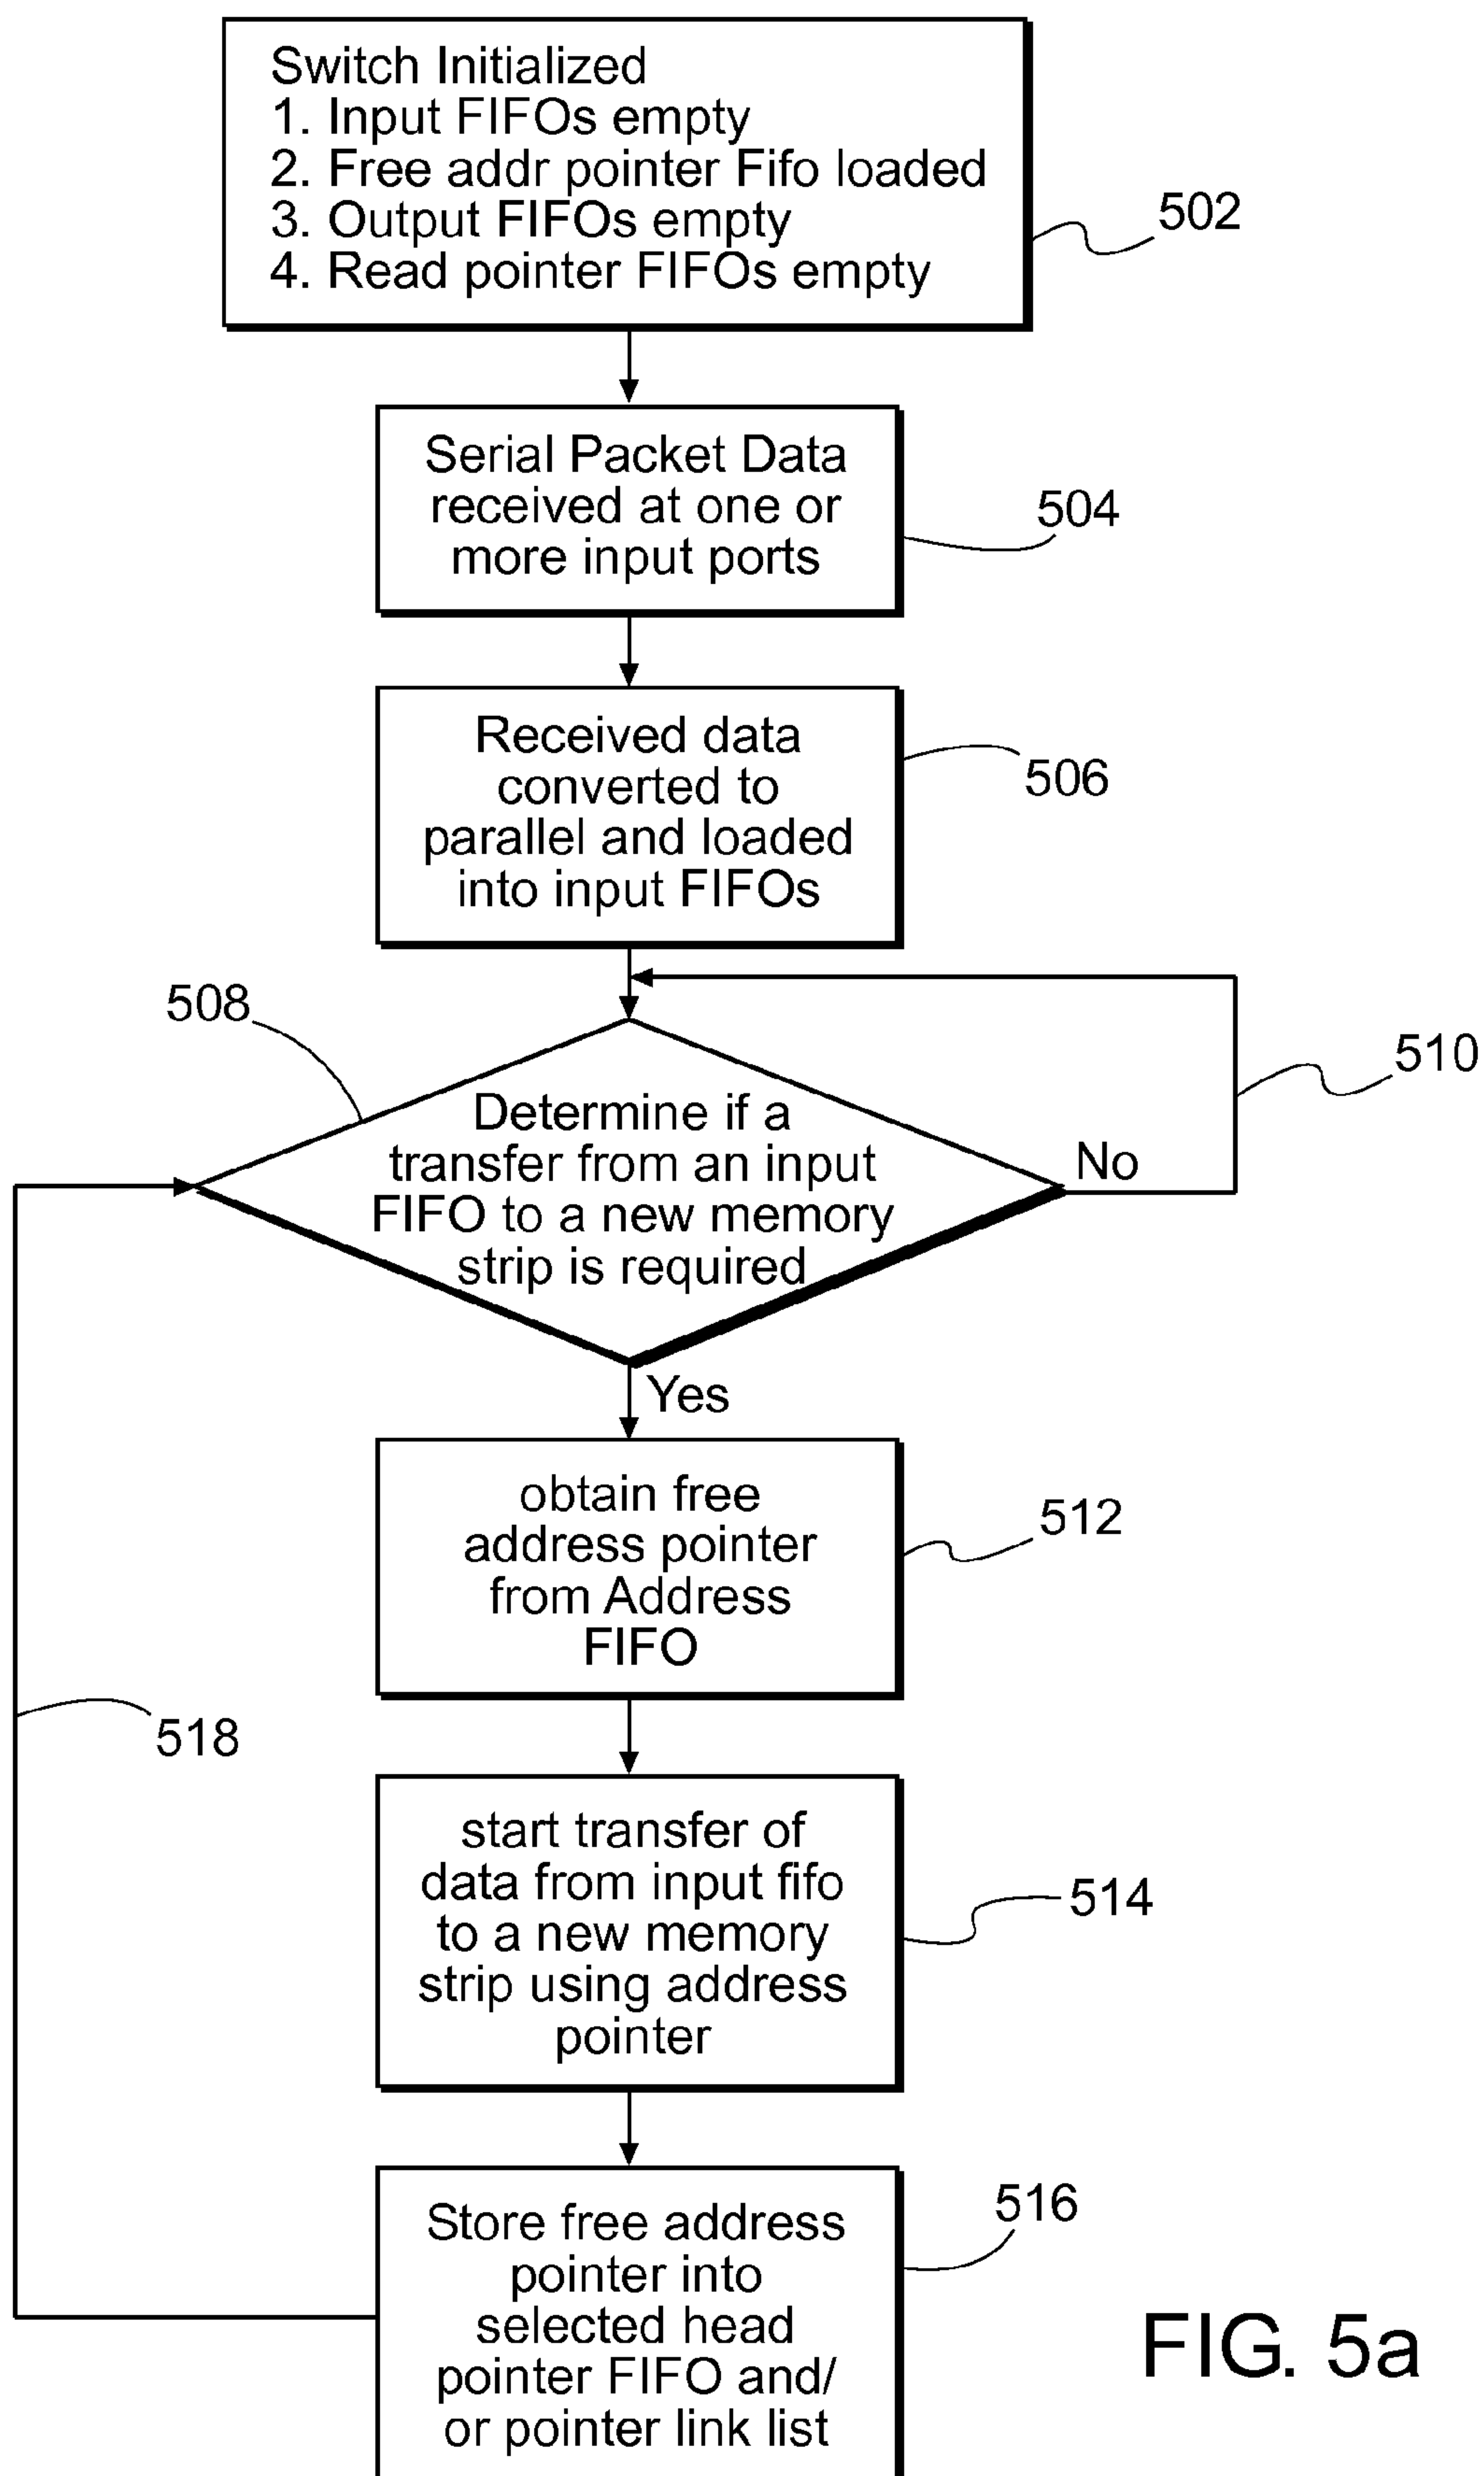 Switch Initialized
1. Input FIFOs empty
2. Free addr pointer Fifo loaded
3. Output FIFOs empty
4. Read pointer FIFOs empty
502
Serial Packet Data
received at one or
more input ports
504
Received data
converted to
parallel and loaded
into input FIFOs
506
508
510
Determine if a
transfer from an input
FIFO to a new memory
strip is required
No
Yes
obtain free
address pointer
from Address
FIFO
512
518
start transfer of
data from input fifo
to a new memory
strip using address
pointer
514
Store free address
pointer into
selected head
pointer FIFO and/
or pointer link list
516
FIG. 5a